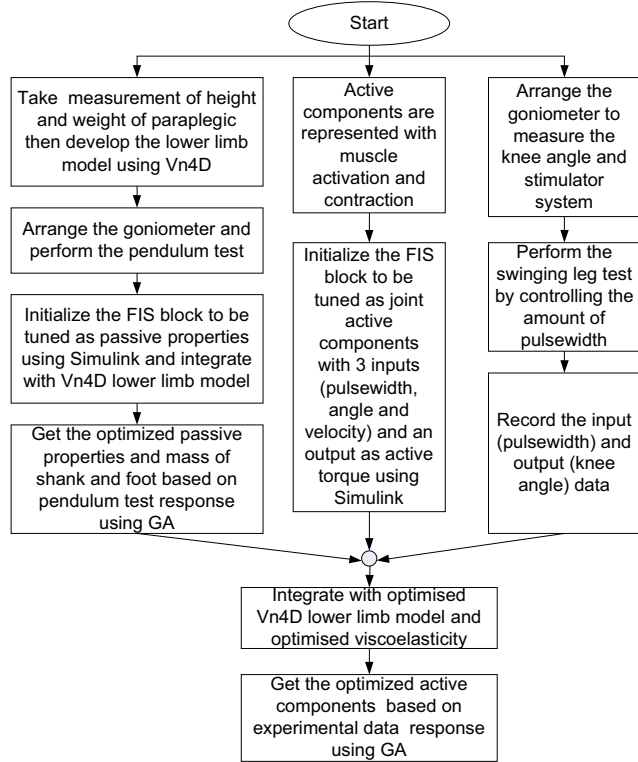 Start
Take measurement of height
and weight of paraplegic
then develop the lower limb
model using Vn4D
Arrange the goniometer and
perform the pendulum test
Initialize the FIS block to be
tuned as passive properties
using Simulink and integrate
with Vn4D lower limb model
Get the optimized passive
properties and mass of
shank and foot based on
pendulum test response
using GA
Active
components are
represented with
muscle
activation and
contraction
Initialize the FIS
block to be
tuned as joint
active
components
with 3 inputs
(pulsewidth,
angle and
velocity) and an
output as active
torque using
Simulink
Arrange the
goniometer to
measure the
knee angle and
stimulator
system
Perform the
swinging leg test
by controlling the
amount of
pulsewidth
Record the input
(pulsewidth) and
output (knee
angle) data
Integrate with optimised
Vn4D lower limb model and
optimised viscoelasticity
Get the optimized active
components based on
experimental data response
using GA